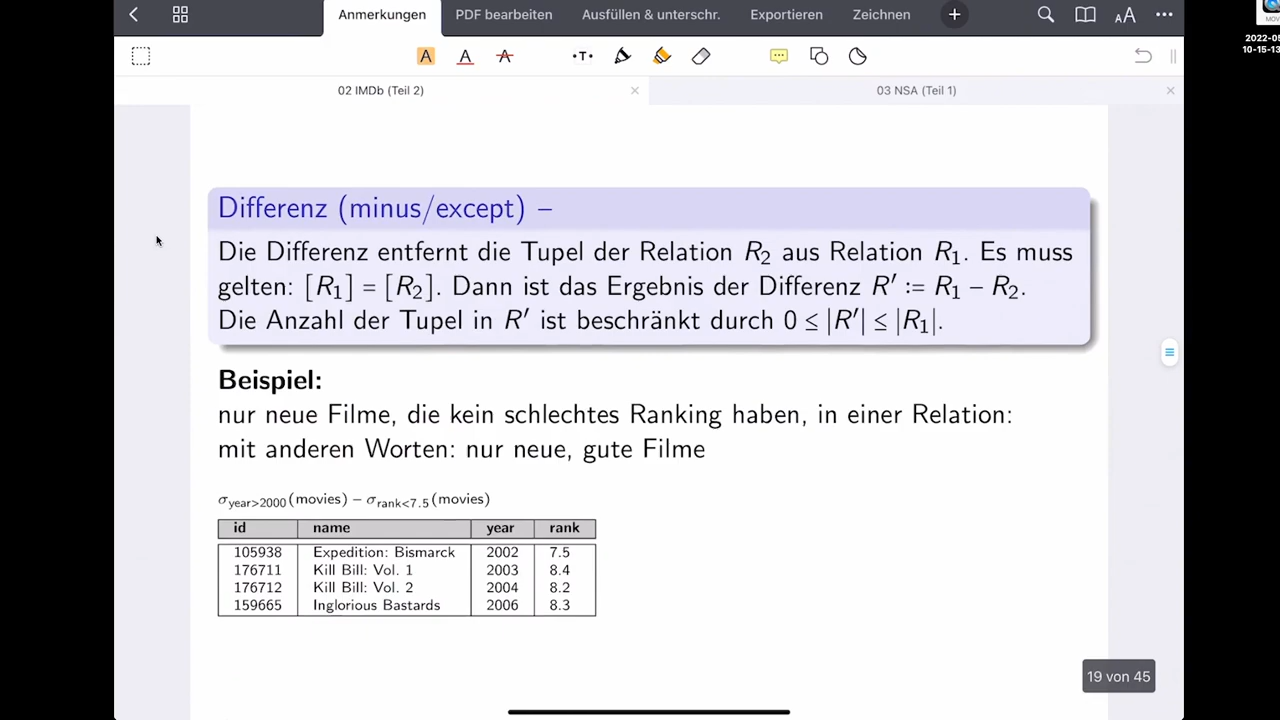 Anmerkungen PDF bearbeiten Ausfüllen & unterschr. Exportieren Zeichnen
2022-05
10-15-13
A A A T
02 IMDb (Teil 2) 03 NSA (Teil 1)
Differenz (minus/except) –
Die Differenz entfernt die Tupel der Relation R₂ aus Relation R₁. Es muss
gelten: [R₁] = [R₂]. Dann ist das Ergebnis der Differenz R′ := R₁ − R₂.
Die Anzahl der Tupel in R′ ist beschränkt durch 0 ≤ |R′| ≤ |R₁|.
Beispiel:
nur neue Filme, die kein schlechtes Ranking haben, in einer Relation:
mit anderen Worten: nur neue, gute Filme
σyear>2000(movies) − σrank<7.5(movies)
id name year rank
105938 Expedition: Bismarck 2002 7.5
176711 Kill Bill: Vol. 1 2003 8.4
176712 Kill Bill: Vol. 2 2004 8.2
159665 Inglorious Bastards 2006 8.3
19 von 45